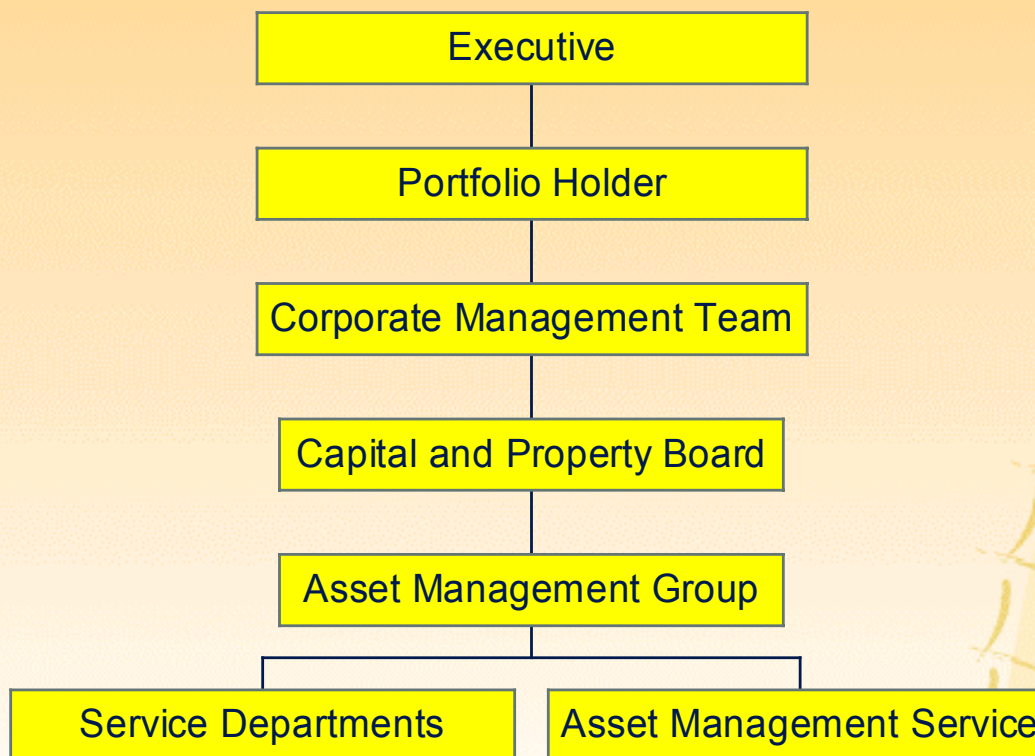 Executive
Portfolio Holder
Corporate Management Team
Capital and Property Board
Asset Management Group
Service Departments
Asset Management Service